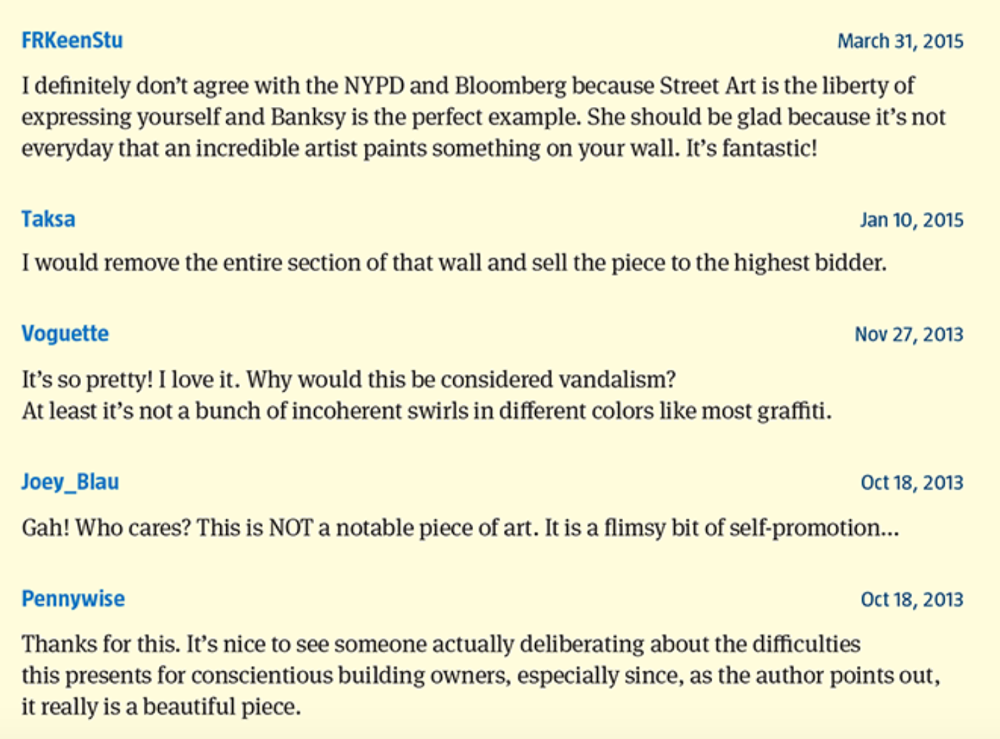 FRKeenStu March 31, 2015
I definitely don't agree with the NYPD and Bloomberg because Street Art is the liberty of
expressing yourself and Banksy is the perfect example. She should be glad because it's not
everyday that an incredible artist paints something on your wall. It's fantastic!
Taksa Jan 10, 2015
I would remove the entire section of that wall and sell the piece to the highest bidder.
Voguette Nov 27, 2013
It's so pretty! I love it. Why would this be considered vandalism?
At least it's not a bunch of incoherent swirls in different colors like most graffiti.
Joey_Blau Oct 18, 2013
Gah! Who cares? This is NOT a notable piece of art. It is a flimsy bit of self-promotion...
Pennywise Oct 18, 2013
Thanks for this. It's nice to see someone actually deliberating about the difficulties
this presents for conscientious building owners, especially since, as the author points out,
it really is a beautiful piece.